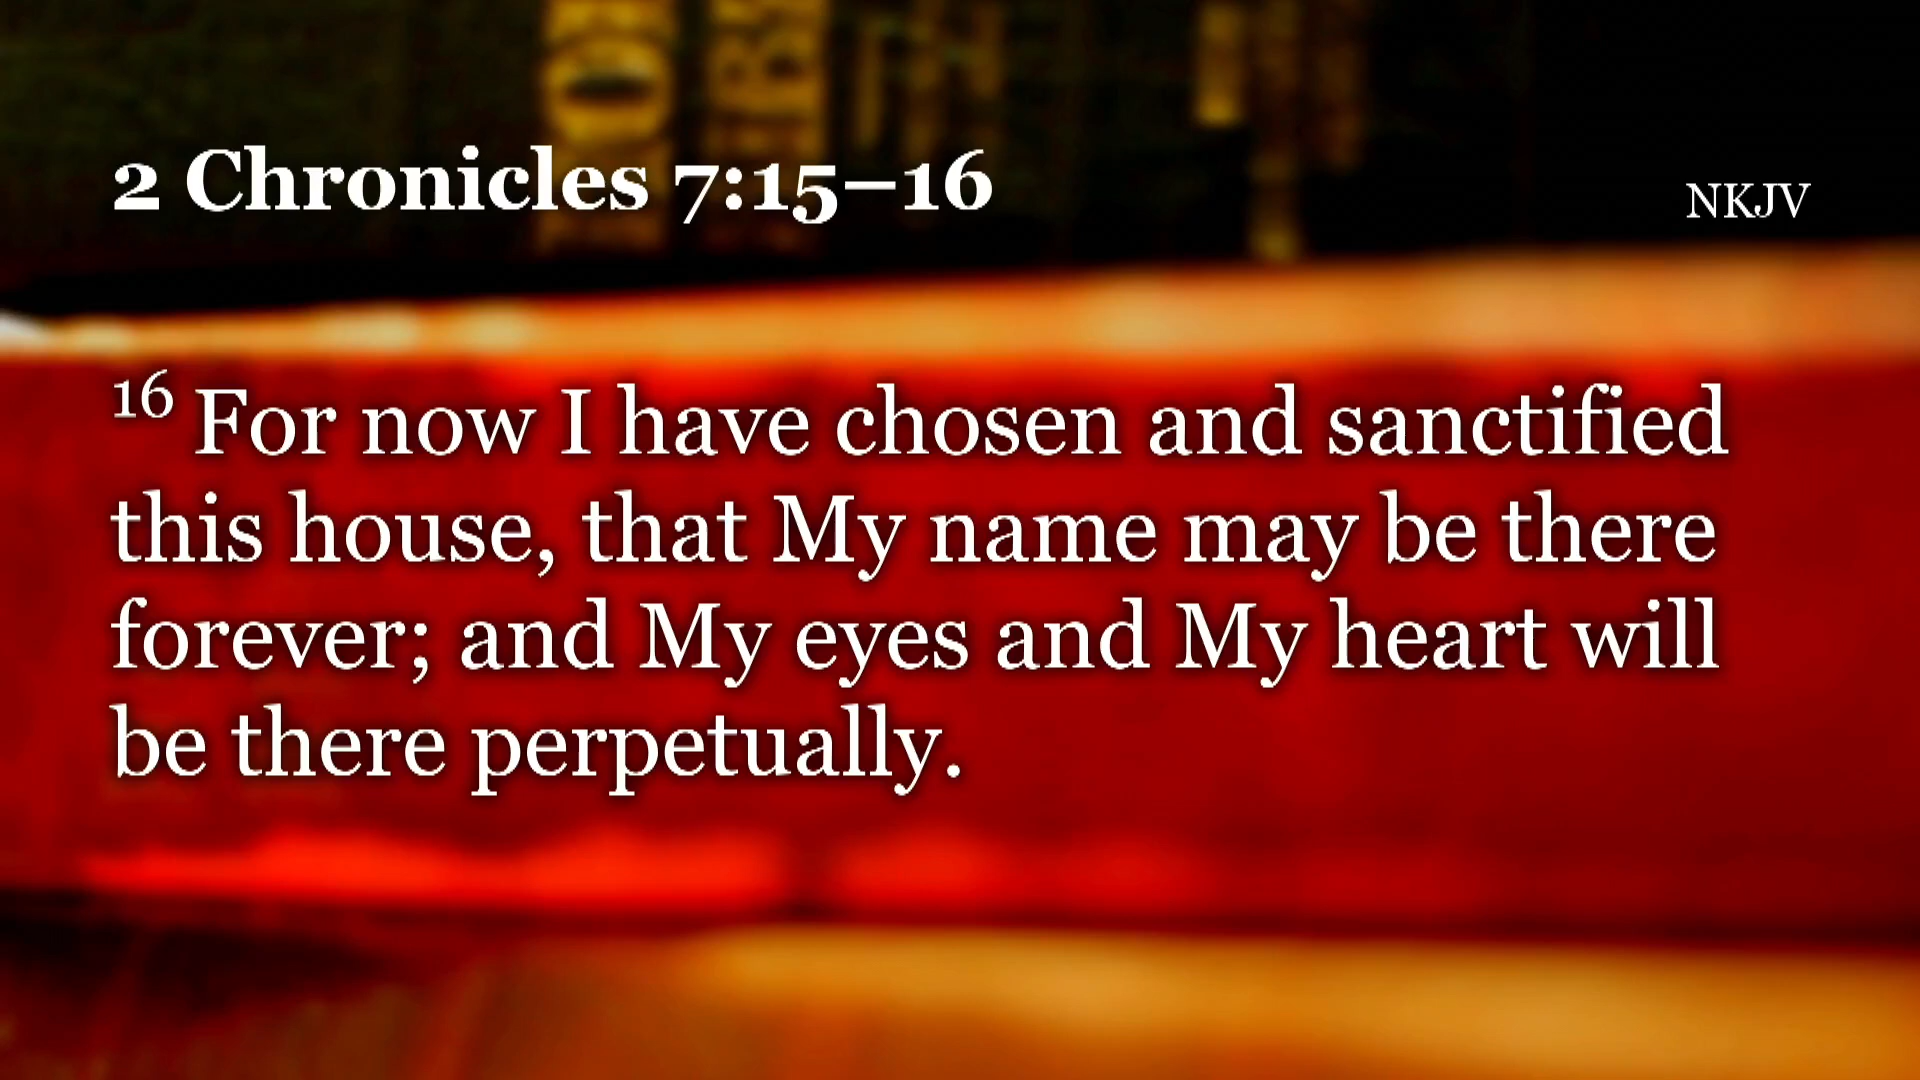 2 Chronicles 7:15–16
NKJV
16 For now I have chosen and sanctified
this house, that My name may be there
forever; and My eyes and My heart will
be there perpetually.